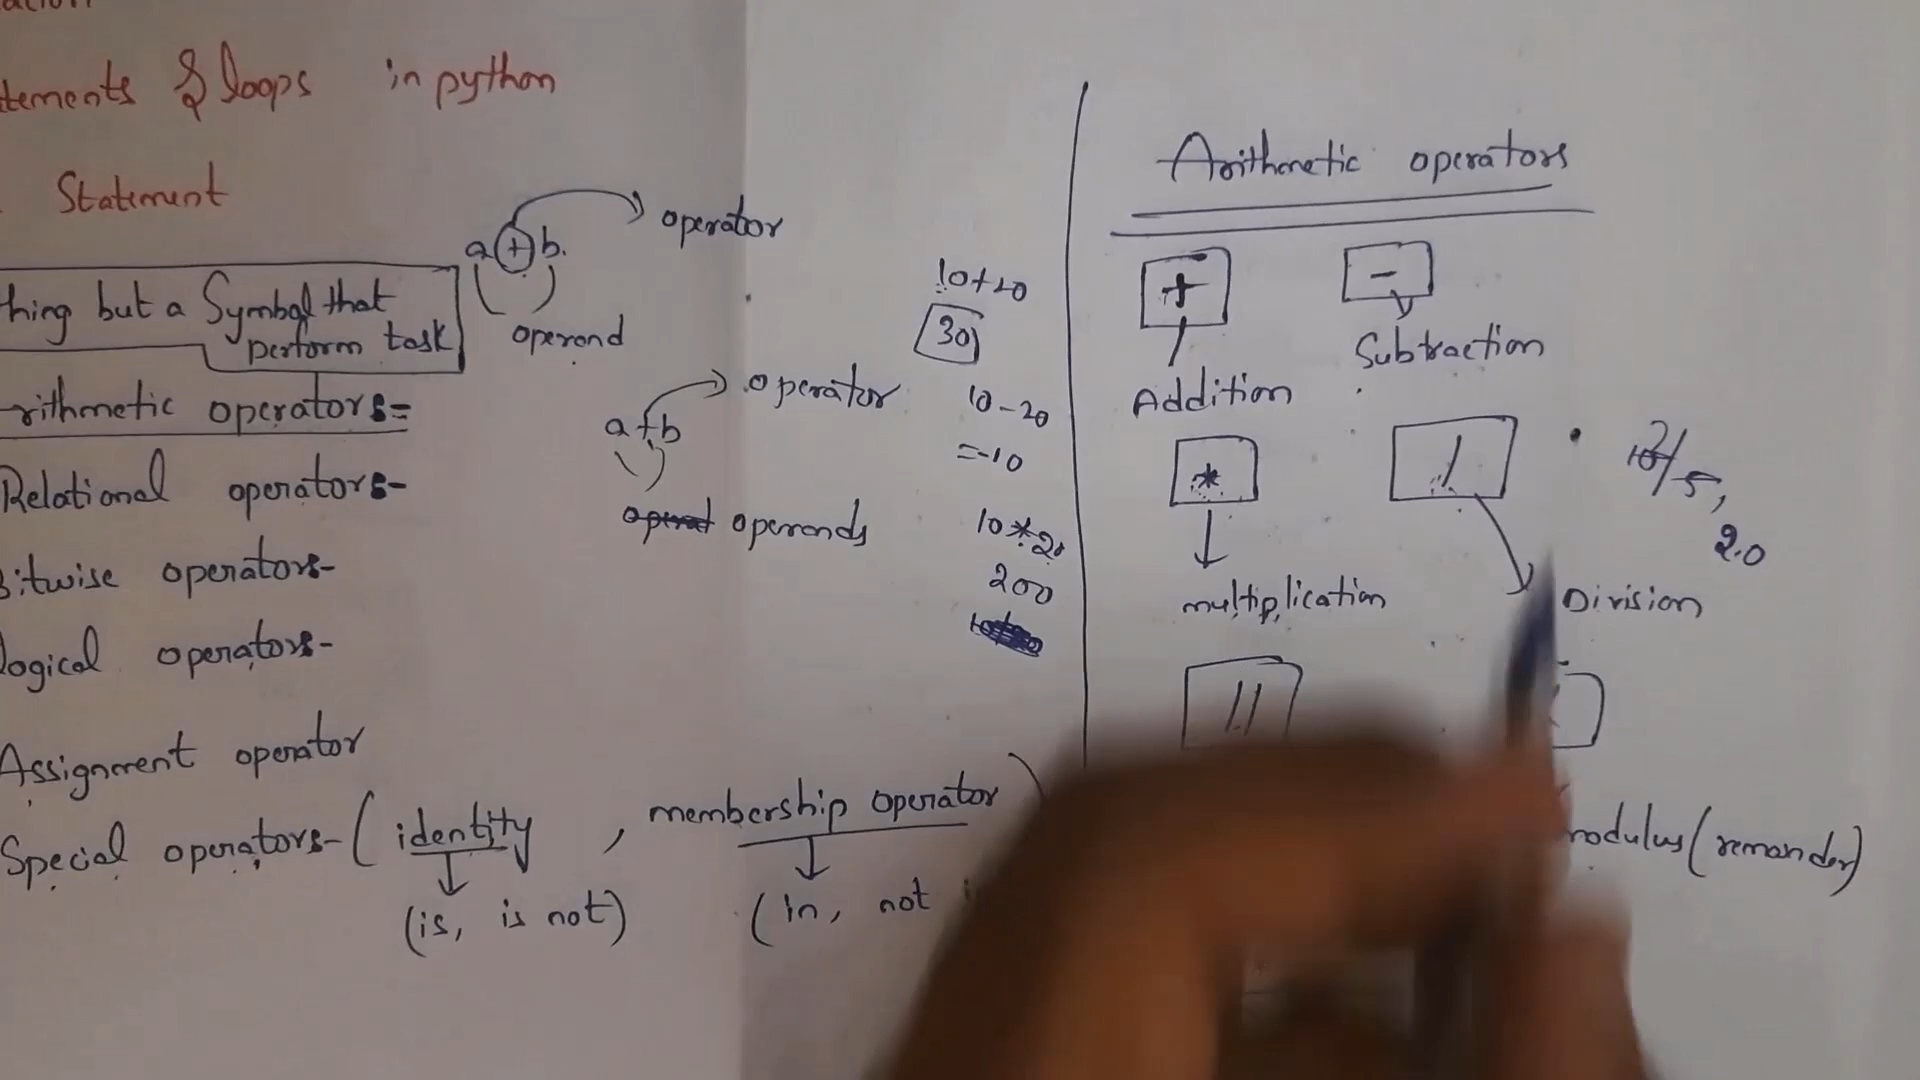 tements & loops in python
Statement
a + b.
operator
operand
hing but a Symbol that
perform task
rithmetic operators=
Relational operators-
itwise operators-
logical operators-
Assignment operator
Special operators- ( identity , membership operator )
(is, is not)
(in, not i
a+b
operator
operands
10+20
30
10-20
=-10
10*20
200
Arithmetic operators
+
-
Addition
Subtraction
*
/
/5,
2.0
multiplication
Division
//
modulus (remander)